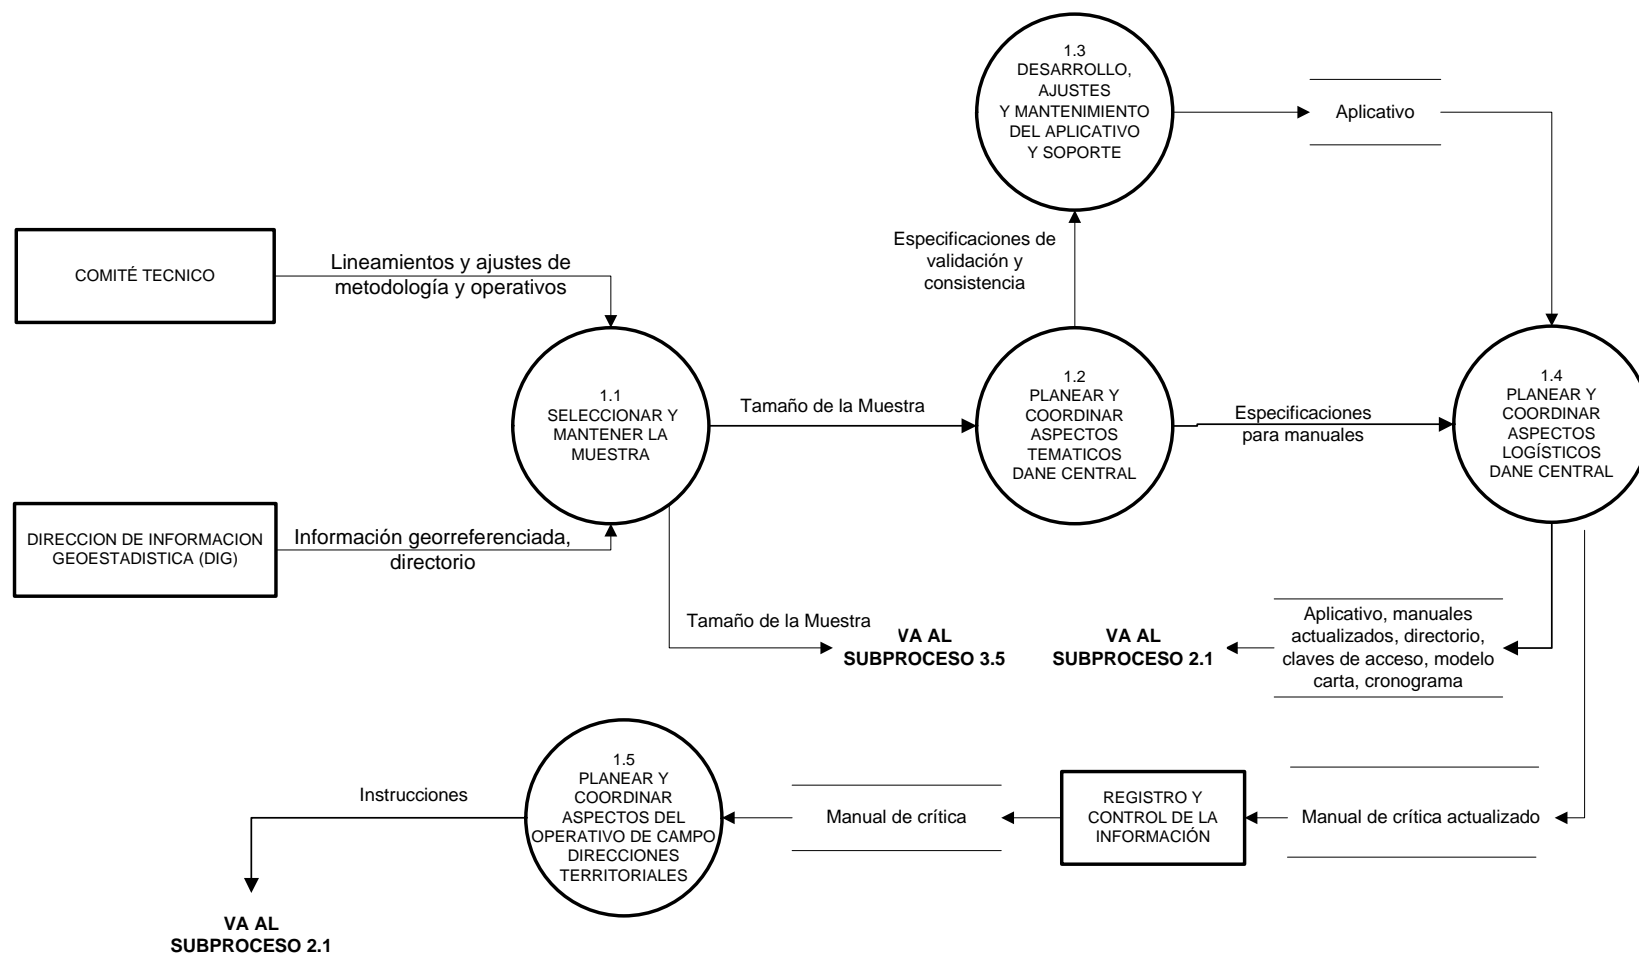 1.3
DESARROLLO,
AJUSTES
Y MANTENIMIENTO
DEL APLICATIVO
Y SOPORTE
Aplicativo
Especificaciones de
validación y
consistencia
COMITÉ TECNICO
Lineamientos y ajustes de
metodología y operativos
1.1
SELECCIONAR Y
MANTENER LA
MUESTRA
Tamaño de la Muestra
1.2
PLANEAR Y
COORDINAR
ASPECTOS
TEMATICOS
DANE CENTRAL
Especificaciones
para manuales
1.4
PLANEAR Y
COORDINAR
ASPECTOS
LOGÍSTICOS
DANE CENTRAL
DIRECCION DE INFORMACION
GEOESTADISTICA (DIG)
Información georreferenciada,
directorio
Tamaño de la Muestra
VA AL
SUBPROCESO 3.5
VA AL
SUBPROCESO 2.1
Aplicativo, manuales
actualizados, directorio,
claves de acceso, modelo
carta, cronograma
1.5
PLANEAR Y
COORDINAR
ASPECTOS DEL
OPERATIVO DE CAMPO
DIRECCIONES
TERRITORIALES
Instrucciones
Manual de crítica
REGISTRO Y
CONTROL DE LA
INFORMACIÓN
Manual de crítica actualizado
VA AL
SUBPROCESO 2.1